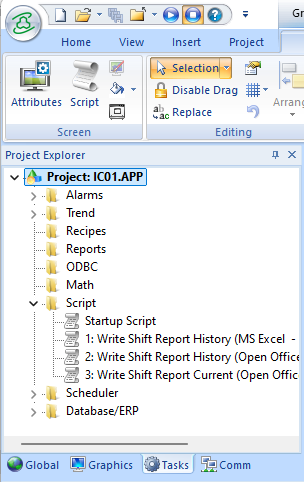 Gr
Home View Insert Project
Attributes Script
Screen
Selection
Disable Drag
Replace
Arrang
Editing
Project Explorer
Project: IC01.APP
Alarms
Trend
Recipes
Reports
ODBC
Math
Script
Startup Script
1: Write Shift Report History (MS Excel -
2: Write Shift Report History (Open Office
3: Write Shift Report Current (Open Offic
Scheduler
Database/ERP
Global Graphics Tasks Comm